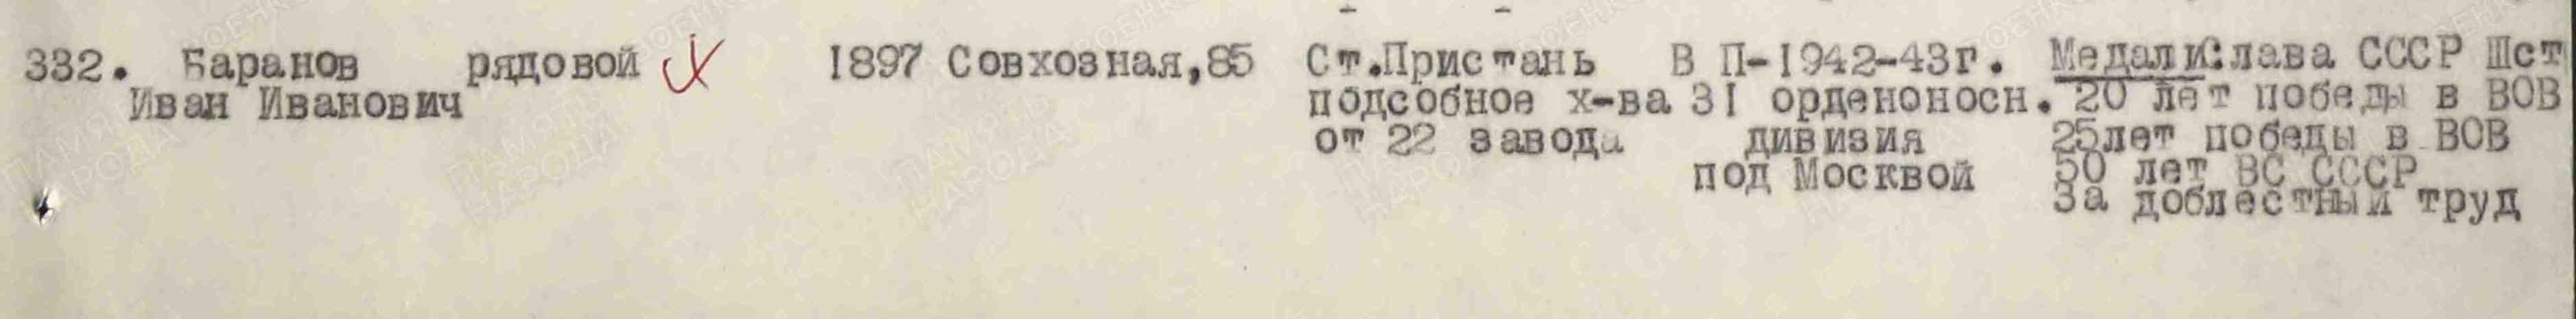 332. Баранов рядовой 1897 Совхозная,85 Ст.Пристань В П-1942-43г. Медали:Слава СССР Шст
Иван Иванович подсобное х-ва 31 орденоносн. 20 лет победы в ВОВ
от 22 завода дивизия 25лет победы в ВОВ
под Москвой 50 лет ВС СССР
За доблестный труд